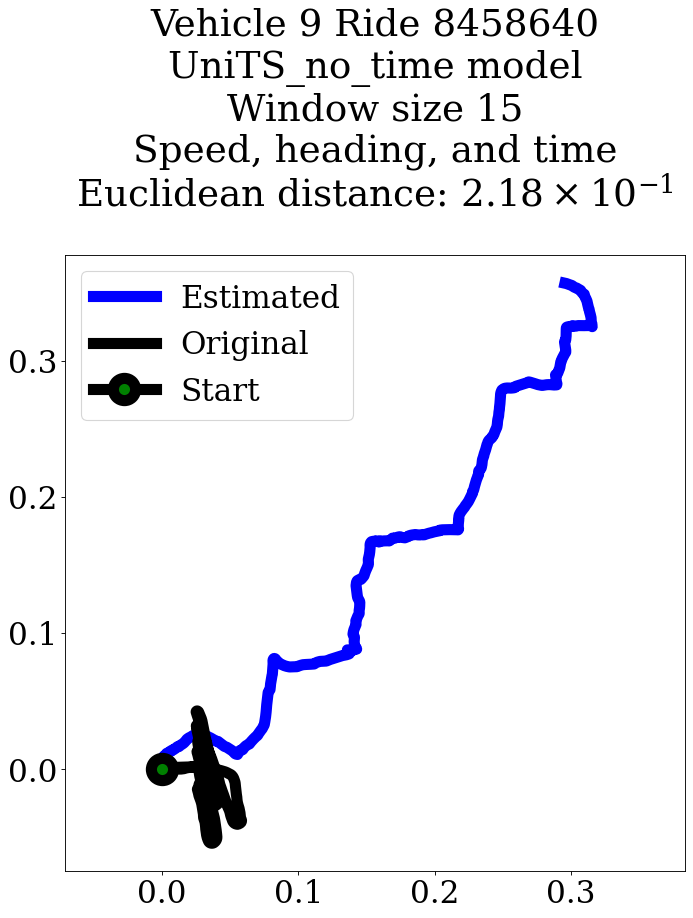 Vehicle 9 Ride 8458640
UniTS_no_time model
Window size 15
Speed, heading, and time
Euclidean distance: 2.18 × 10⁻¹
Estimated
Original
Start
0.3
0.2
0.1
0.0
0.0 0.1 0.2 0.3